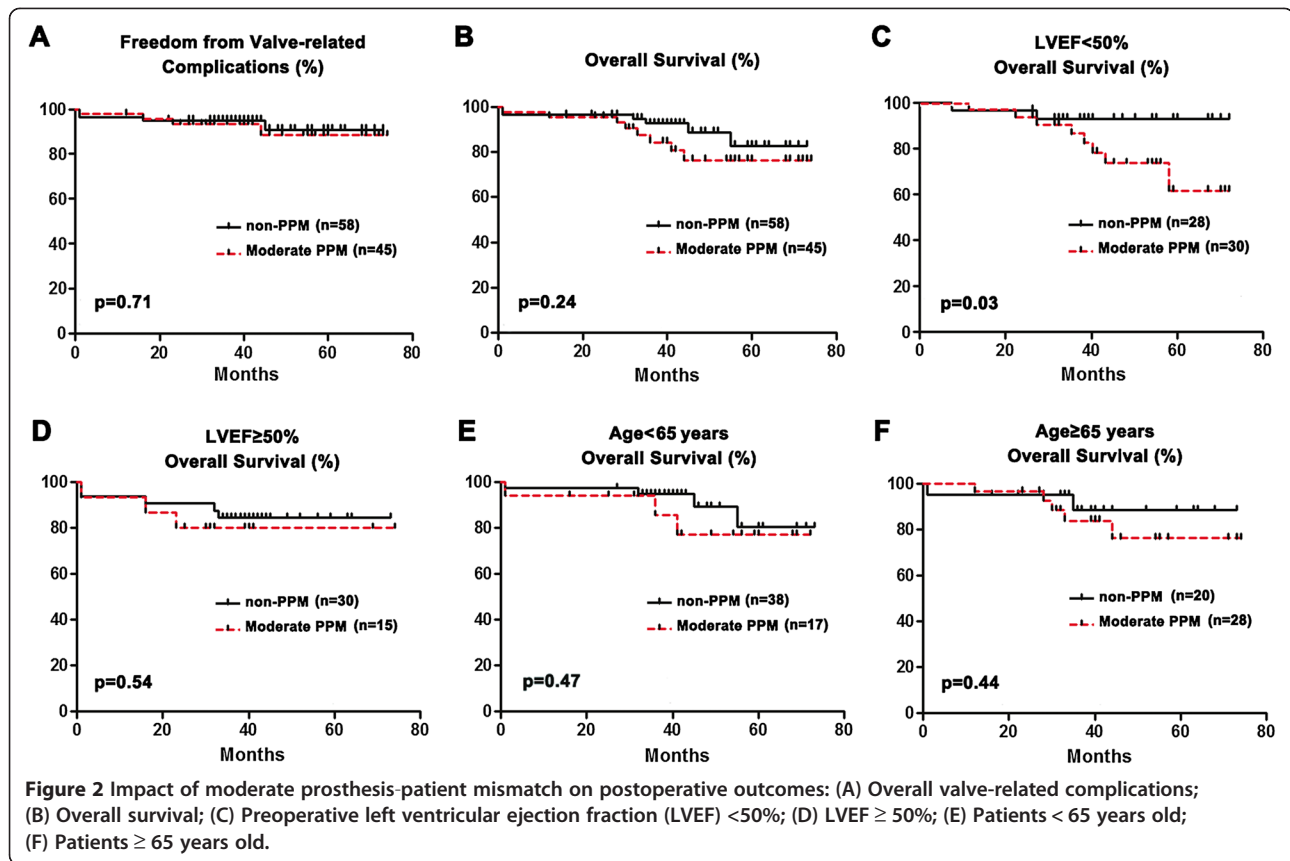 A
Freedom from Valve-related
Complications (%)
100
80
60
40
20
0
non-PPM (n=58)
Moderate PPM (n=45)
p=0.71
0 20 40 60 80
Months
B
Overall Survival (%)
100
80
60
40
20
0
non-PPM (n=58)
Moderate PPM (n=45)
p=0.24
0 20 40 60 80
Months
C
LVEF<50%
Overall Survival (%)
100
80
60
40
20
0
non-PPM (n=28)
Moderate PPM (n=30)
p=0.03
0 20 40 60 80
Months
D
LVEF≥50%
Overall Survival (%)
100
80
60
40
20
0
non-PPM (n=30)
Moderate PPM (n=15)
p=0.54
0 20 40 60 80
Months
E
Age<65 years
Overall Survival (%)
100
80
60
40
20
0
non-PPM (n=38)
Moderate PPM (n=17)
p=0.47
0 20 40 60 80
Months
F
Age≥65 years
Overall Survival (%)
100
80
60
40
20
0
non-PPM (n=20)
Moderate PPM (n=28)
p=0.44
0 20 40 60 80
Months
Figure 2 Impact of moderate prosthesis-patient mismatch on postoperative outcomes: (A) Overall valve-related complications;
(B) Overall survival; (C) Preoperative left ventricular ejection fraction (LVEF) <50%; (D) LVEF ≥ 50%; (E) Patients < 65 years old;
(F) Patients ≥ 65 years old.